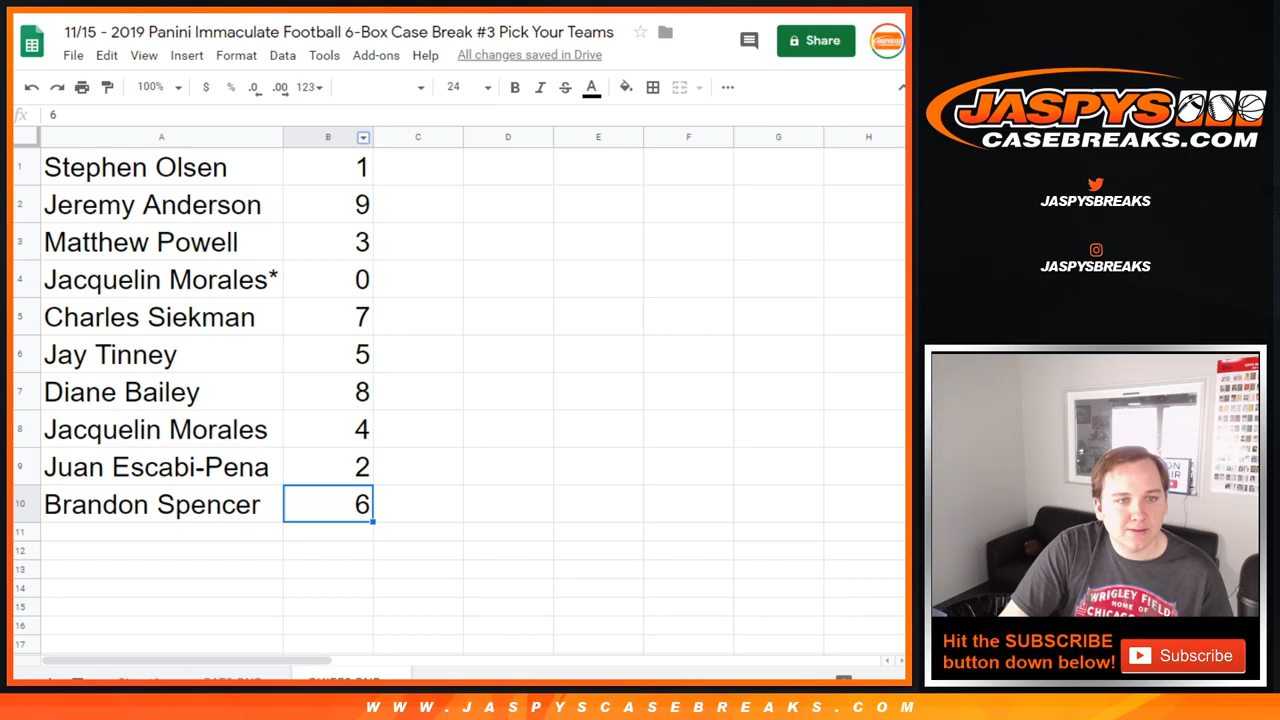 11/15 - 2019 Panini Immaculate Football 6-Box Case Break #3 Pick Your Teams
File Edit View Insert Format Data Tools Add-ons Help All changes saved in Drive
Share
100% $ % .0 .00 123 24 B I S A
fx 6
A B C D E F G H
1 Stephen Olsen 1
2 Jeremy Anderson 9
3 Matthew Powell 3
4 Jacquelin Morales* 0
5 Charles Siekman 7
6 Jay Tinney 5
7 Diane Bailey 8
8 Jacquelin Morales 4
9 Juan Escabi-Pena 2
10 Brandon Spencer 6
11
12
13
14
15
16
17
JASPYS
CASEBREAKS.COM
JASPYSBREAKS
JASPYSBREAKS
WRIGLEY FIELD
HOME OF
Hit the SUBSCRIBE
button down below!
Subscribe
WWW.JASPYSCASEBREAKS.COM